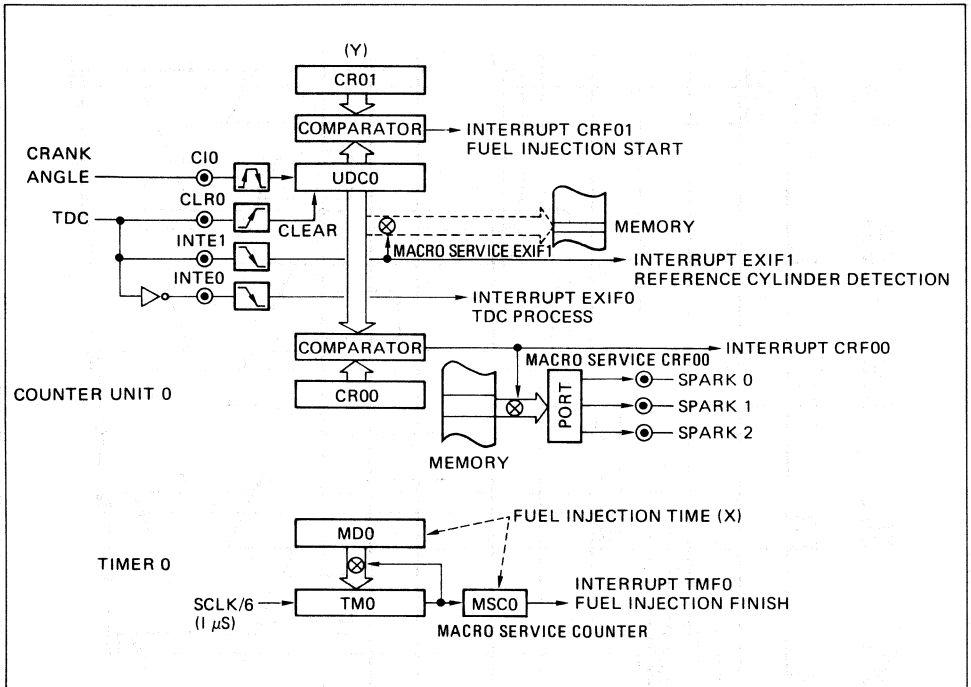 (Y)
CR01
COMPARATOR
INTERRUPT CRF01
FUEL INJECTION START
CRANK
ANGLE
CI0
UDC0
CLR0
TDC
CLEAR
MEMORY
INTE1
MACRO SERVICE EXIF1
INTERRUPT EXIF1
REFERENCE CYLINDER DETECTION
INTE0
INTERRUPT EXIF0
TDC PROCESS
COMPARATOR
INTERRUPT CRF00
MACRO SERVICE CRF00
COUNTER UNIT 0
CR00
PORT
SPARK 0
SPARK 1
SPARK 2
MEMORY
FUEL INJECTION TIME (X)
MD0
TIMER 0
SCLK/6
(1 μS)
TM0
MSC0
INTERRUPT TMF0
FUEL INJECTION FINISH
MACRO SERVICE COUNTER